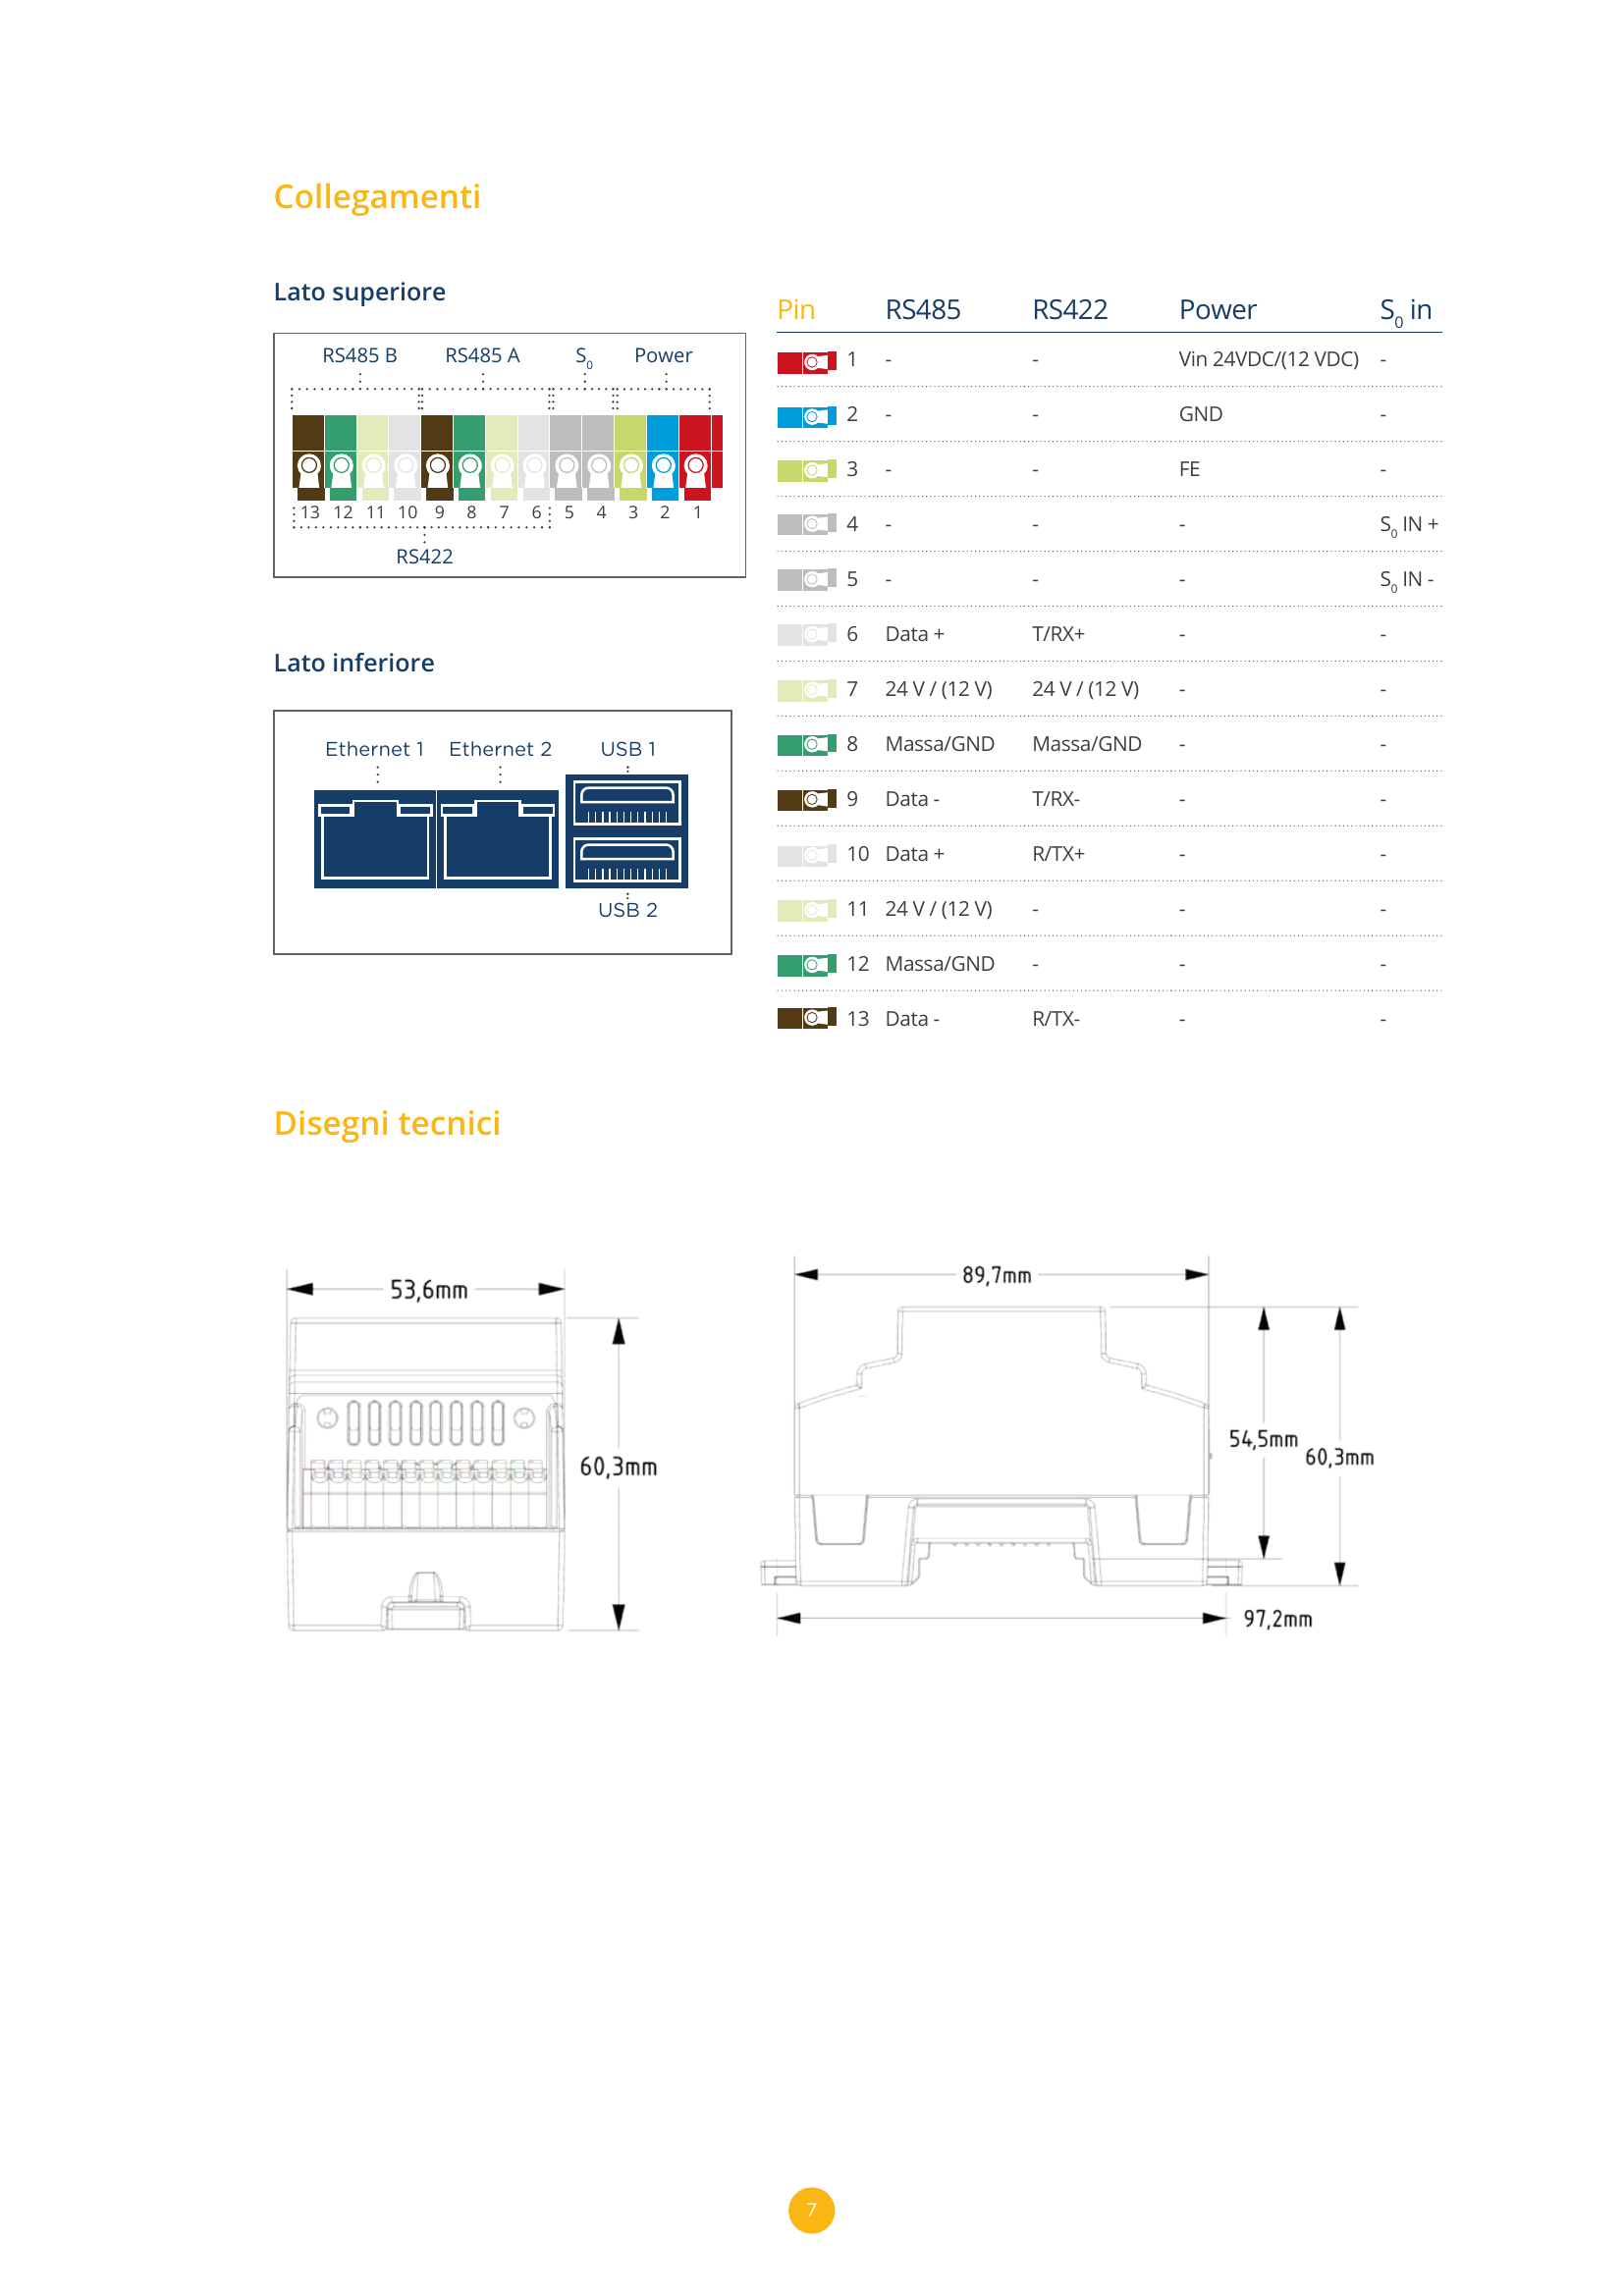 Collegamenti
Lato superiore
RS485 B RS485 A S0 Power
13 12 11 10 9 8 7 6 5 4 3 2 1
RS422
Lato inferiore
Ethernet 1 Ethernet 2 USB 1
USB 2
Pin RS485 RS422 Power S0 in
1 - - Vin 24VDC/(12 VDC) -
2 - - GND -
3 - - FE -
4 - - - S0 IN +
5 - - - S0 IN -
6 Data + T/RX+ - -
7 24 V / (12 V) 24 V / (12 V) - -
8 Massa/GND Massa/GND - -
9 Data - T/RX- - -
10 Data + R/TX+ - -
11 24 V / (12 V) - - -
12 Massa/GND - - -
13 Data - R/TX- - -
Disegni tecnici
53,6mm
60,3mm
89,7mm
54,5mm
60,3mm
97,2mm
7